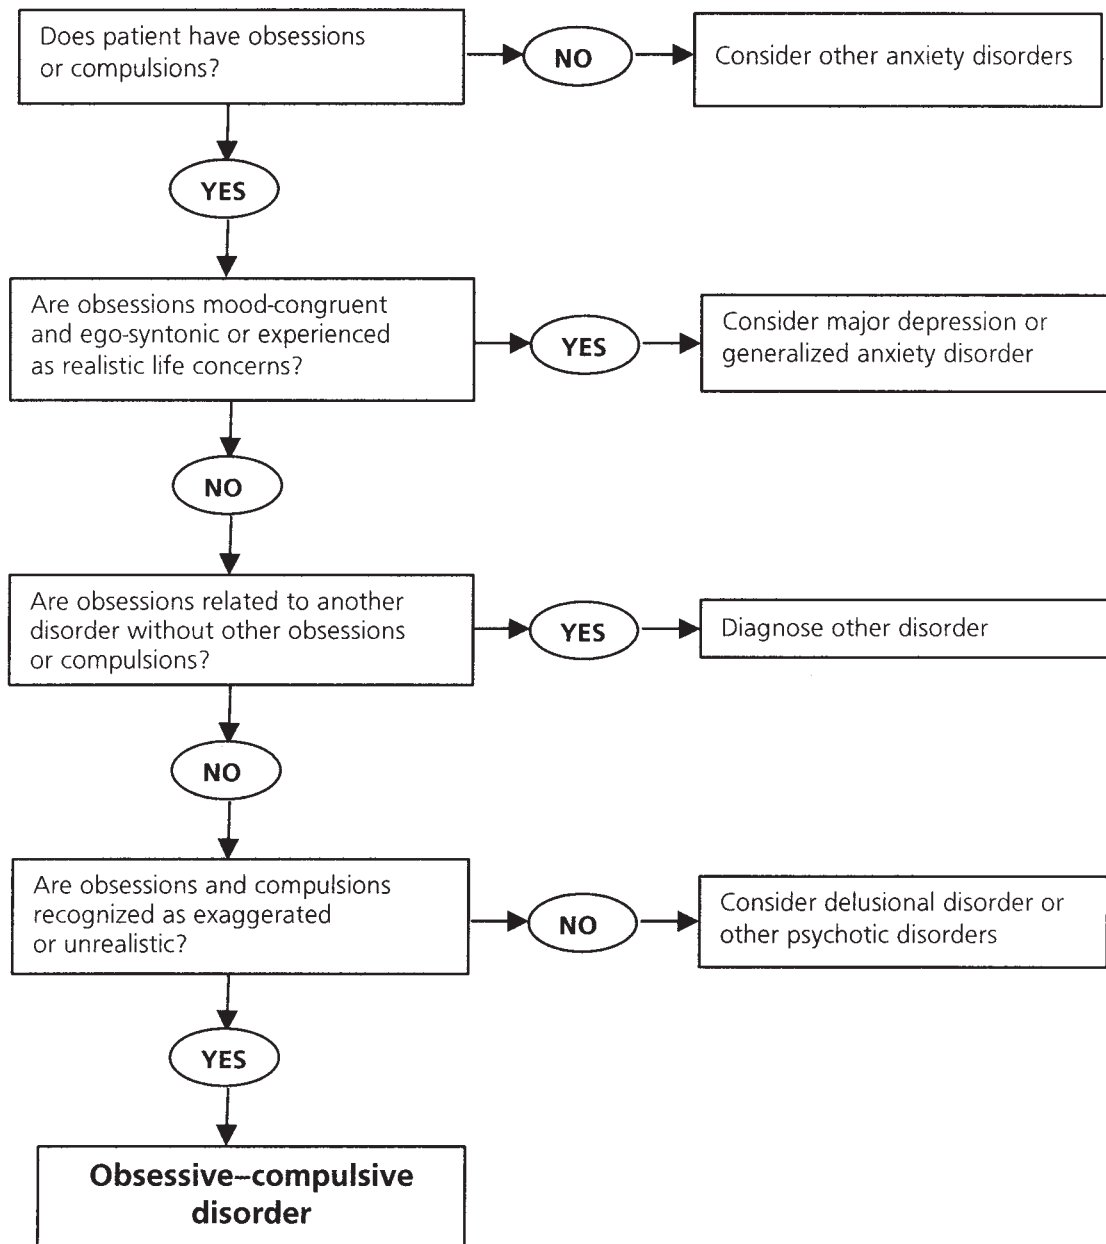 Does patient have obsessions
or compulsions?
NO
Consider other anxiety disorders
YES
Are obsessions mood-congruent
and ego-syntonic or experienced
as realistic life concerns?
YES
Consider major depression or
generalized anxiety disorder
NO
Are obsessions related to another
disorder without other obsessions
or compulsions?
YES
Diagnose other disorder
NO
Are obsessions and compulsions
recognized as exaggerated
or unrealistic?
NO
Consider delusional disorder or
other psychotic disorders
YES
Obsessive–compulsive
disorder